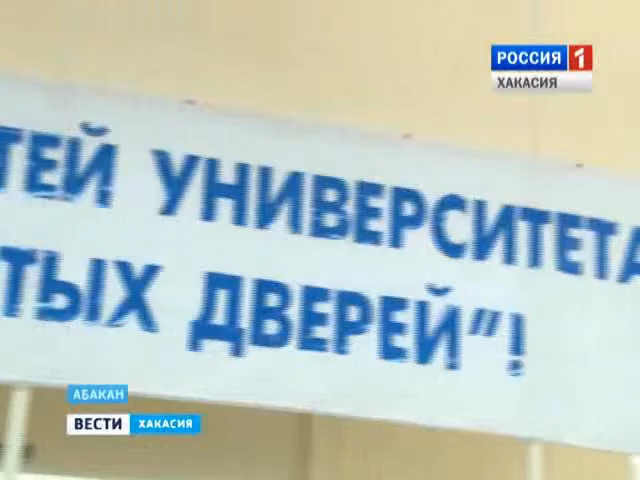 РОССИЯ 1
ХАКАСИЯ
ТЕЙ УНИВЕРСИТЕТА
ТЫХ ДВЕРЕЙ"!
АБАКАН
ВЕСТИ ХАКАСИЯ